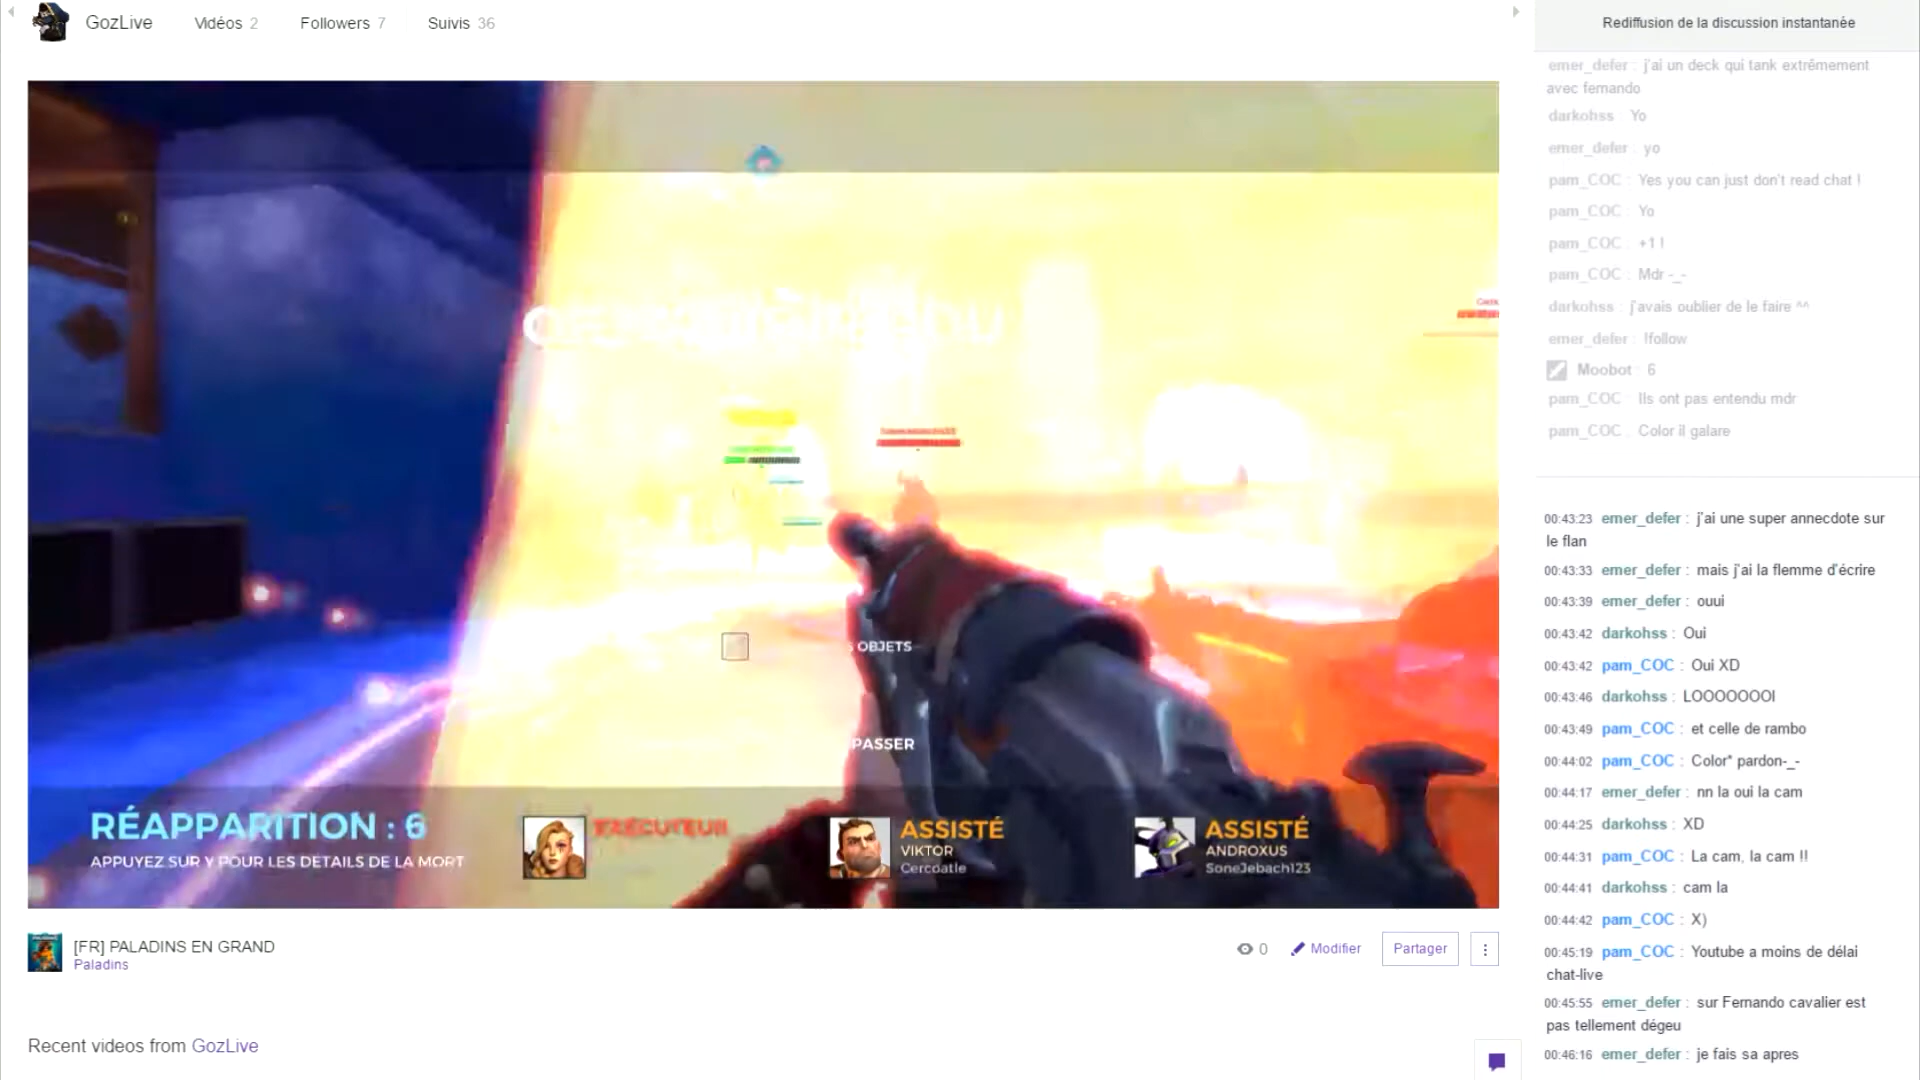 GozLive Vidéos 2 Followers 7 Suivis 36
S OBJETS
PASSER
RÉAPPARITION : 6
APPUYEZ SUR Y POUR LES DETAILS DE LA MORT
EXÉCUTEUR
ASSISTÉ
VIKTOR
Cercoatle
ASSISTÉ
ANDROXUS
SoneJebach123
[FR] PALADINS EN GRAND
Paladins
0 Modifier Partager
Recent videos from GozLive
Rediffusion de la discussion instantanée
emer_defer : j'ai un deck qui tank extrêmement
avec fernando
darkohss : Yo
emer_defer : yo
pam_COC : Yes you can just don't read chat !
pam_COC : Yo
pam_COC : +1 !
pam_COC : Mdr -_-
darkohss : j'avais oublier de le faire ^^
emer_defer : !follow
Moobot : 6
pam_COC : Ils ont pas entendu mdr
pam_COC : Color il galare
00:43:23 emer_defer : j'ai une super annecdote sur
le flan
00:43:33 emer_defer : mais j'ai la flemme d'écrire
00:43:39 emer_defer : ouui
00:43:42 darkohss : Oui
00:43:42 pam_COC : Oui XD
00:43:46 darkohss : LOOOOOOOl
00:43:49 pam_COC : et celle de rambo
00:44:02 pam_COC : Color* pardon-_-
00:44:17 emer_defer : nn la oui la cam
00:44:25 darkohss : XD
00:44:31 pam_COC : La cam, la cam !!
00:44:41 darkohss : cam la
00:44:42 pam_COC : X)
00:45:19 pam_COC : Youtube a moins de délai
chat-live
00:45:55 emer_defer : sur Fernando cavalier est
pas tellement dégeu
00:46:16 emer_defer : je fais sa apres